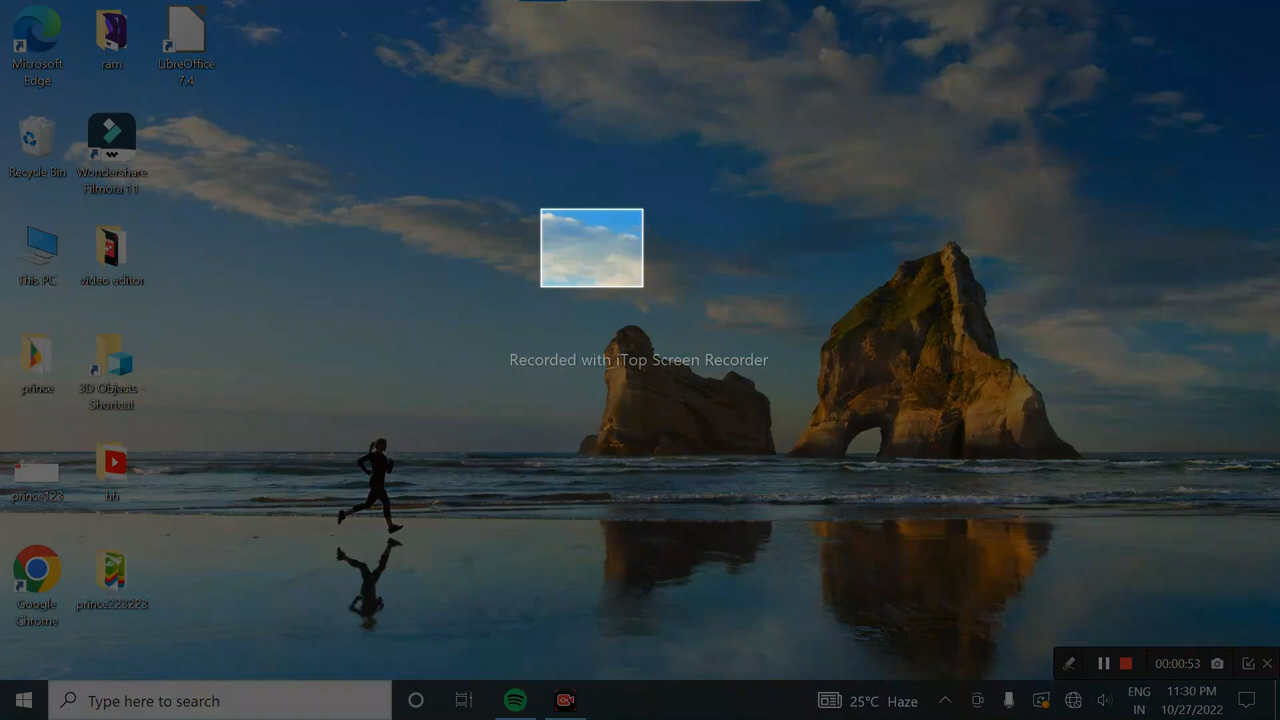 Microsoft
Edge
ram
LibreOffice
7.4
Recycle Bin
Wondershare
Filmora 11
This PC
video editor
prince
3D Objects -
Shortcut
prince123
hh
Google
Chrome
prince223223
Recorded with iTop Screen Recorder
00:00:53
Type here to search
25°C Haze
ENG
IN
11:30 PM
10/27/2022